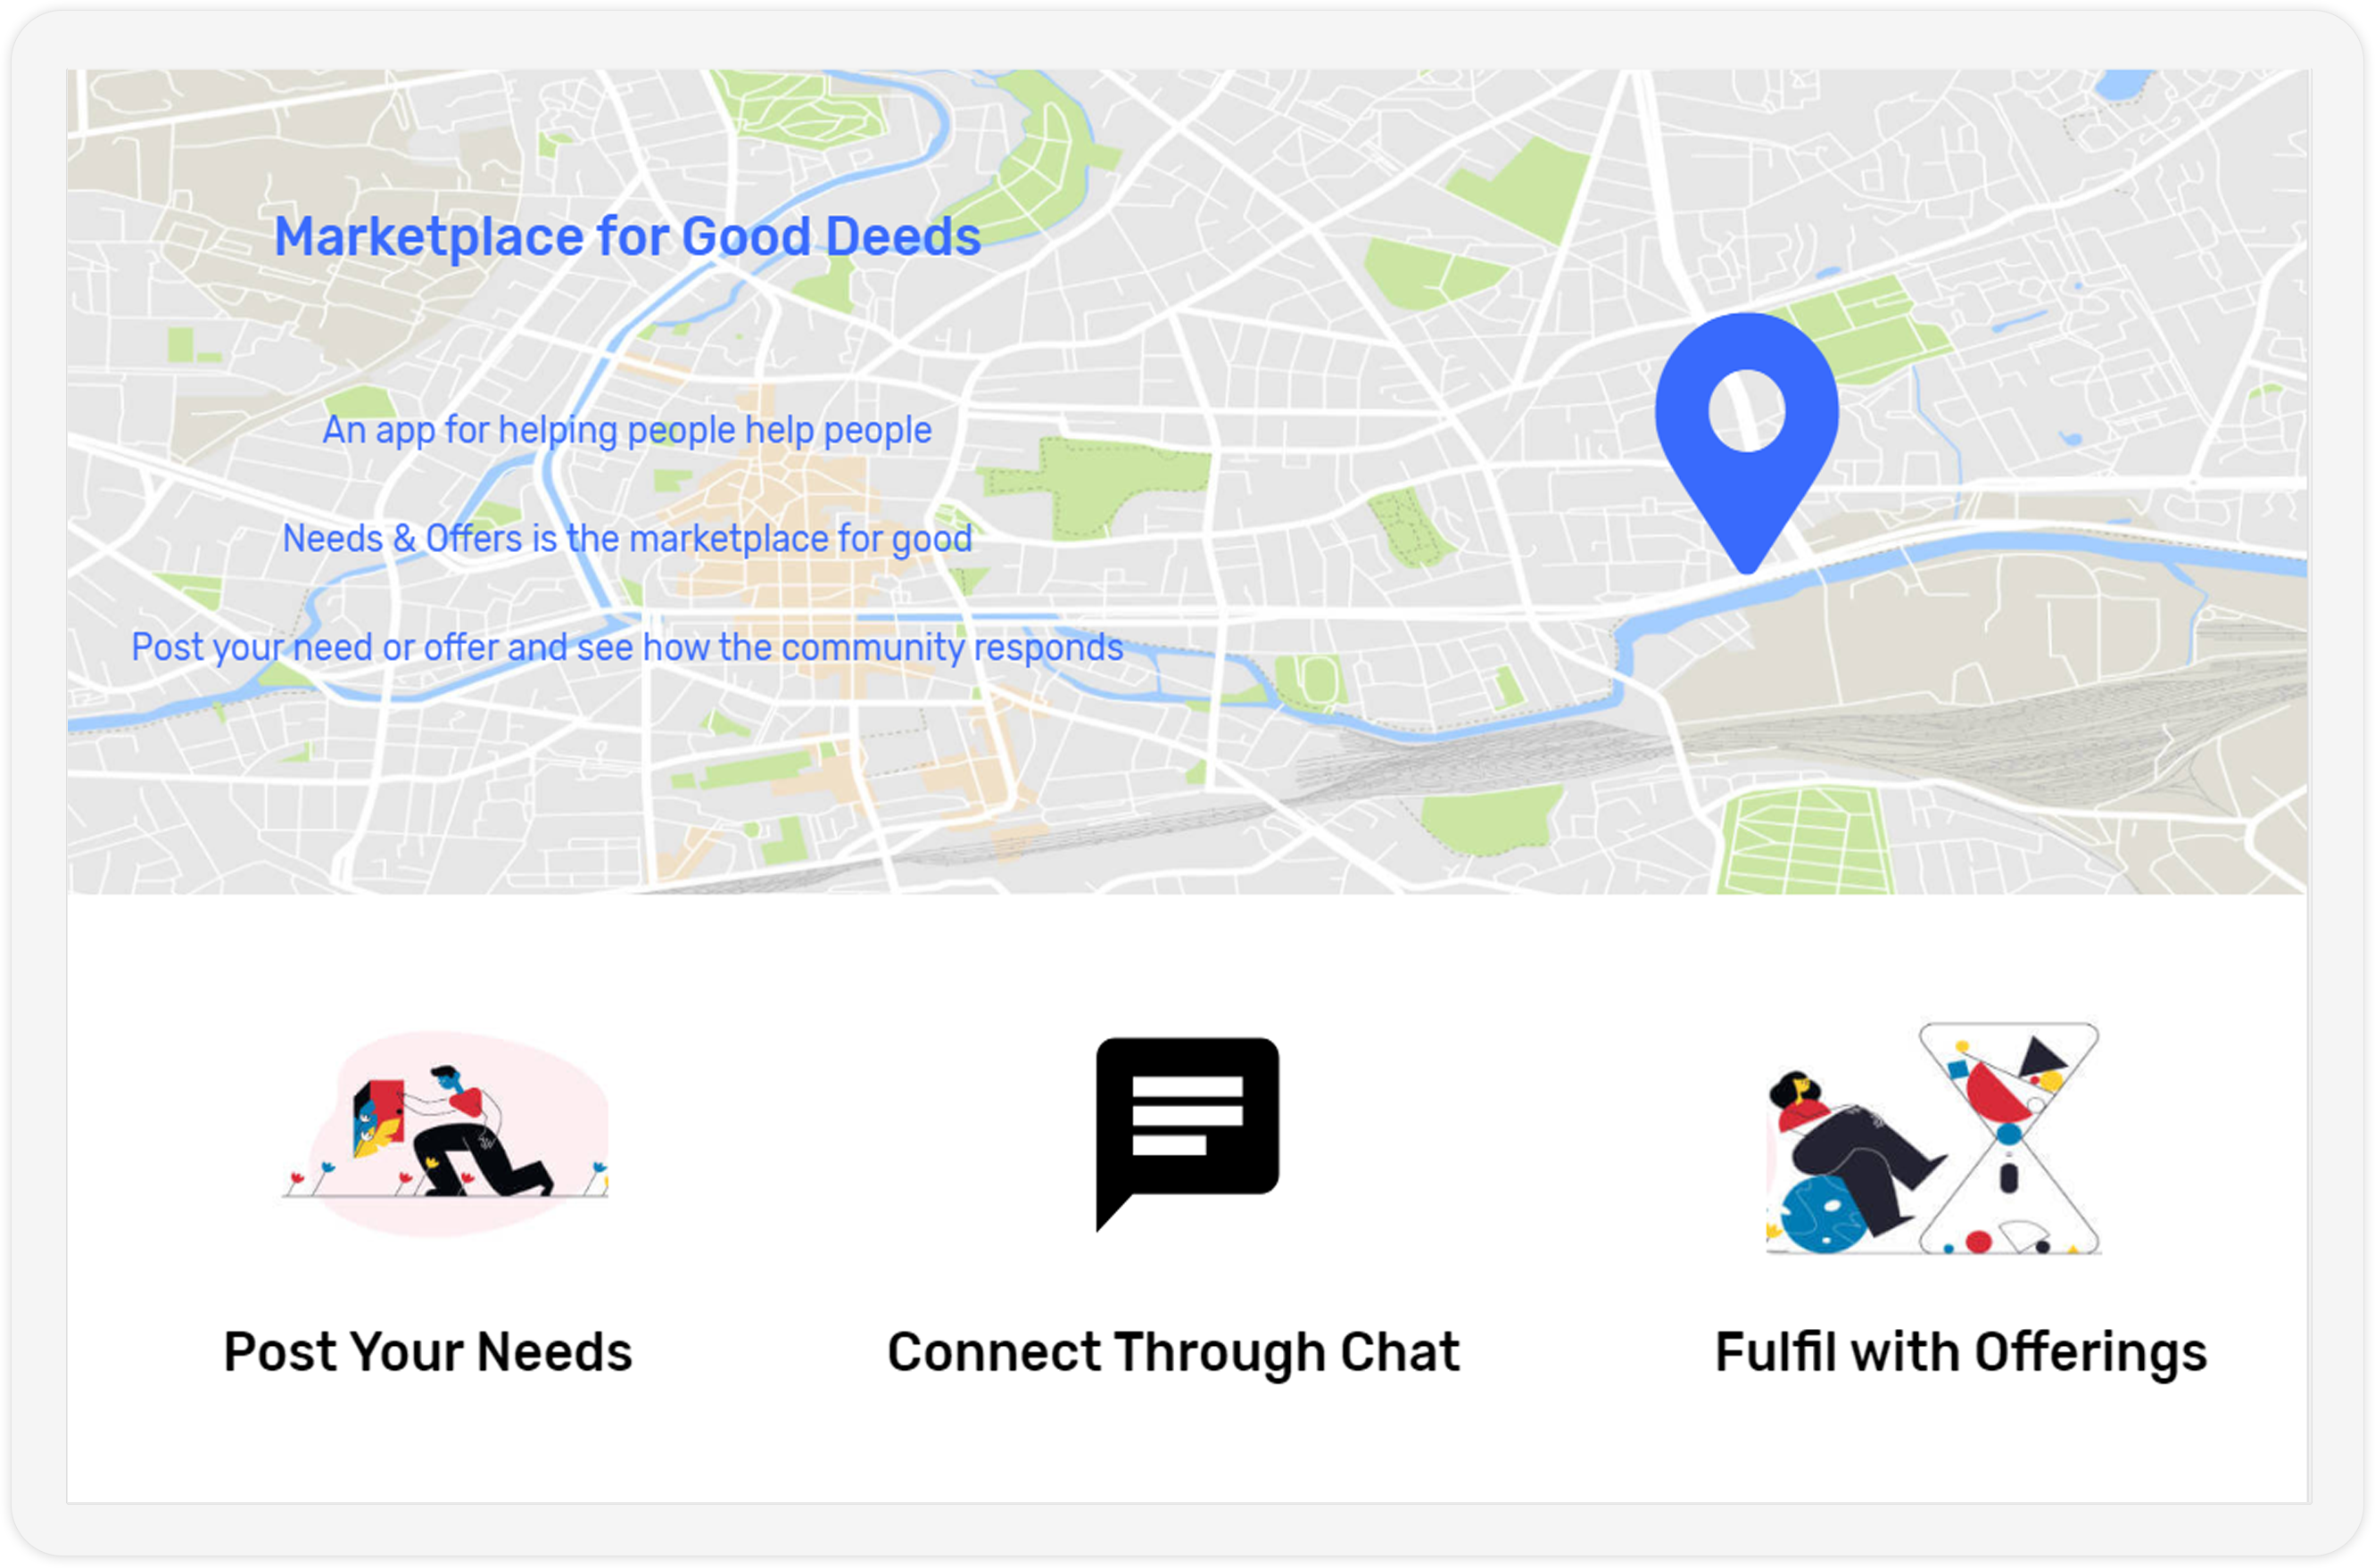 Marketplace for Good Deeds
An app for helping people help people
Needs & Offers is the marketplace for good
Post your need or offer and see how the community responds
Post Your Needs
Connect Through Chat
Fulfil with Offerings